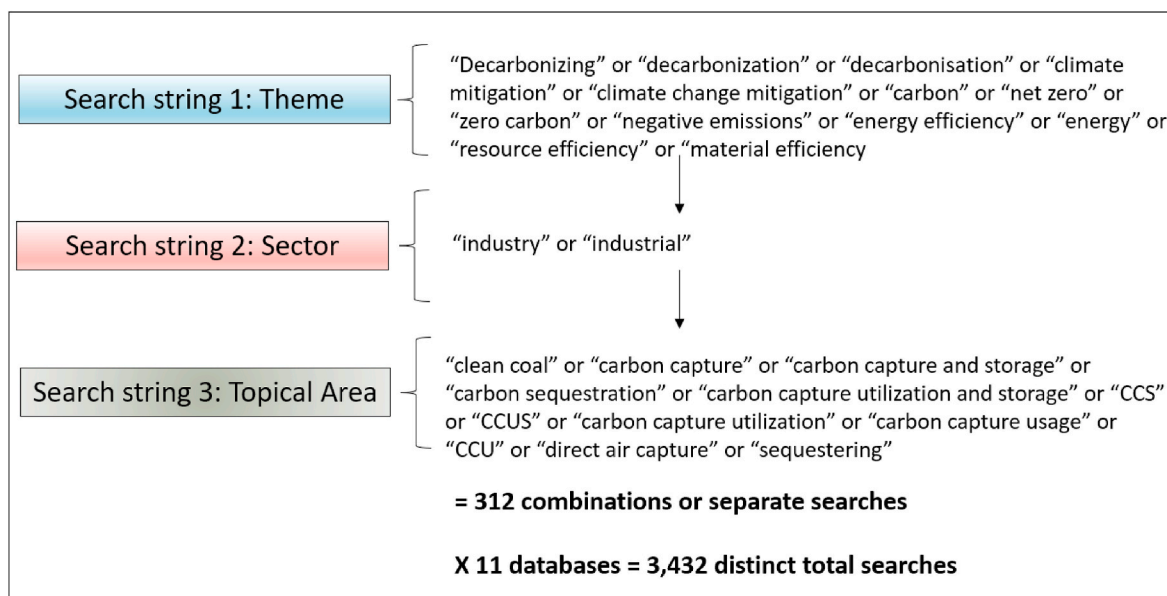 Search string 1: Theme
“Decarbonizing” or “decarbonization” or “decarbonisation” or “climate
mitigation” or “climate change mitigation” or “carbon” or “net zero” or
“zero carbon” or “negative emissions” or “energy efficiency” or “energy” or
“resource efficiency” or “material efficiency
Search string 2: Sector
“industry” or “industrial”
Search string 3: Topical Area
“clean coal” or “carbon capture” or “carbon capture and storage” or
“carbon sequestration” or “carbon capture utilization and storage” or “CCS”
or “CCUS” or “carbon capture utilization” or “carbon capture usage” or
“CCU” or “direct air capture” or “sequestering”
= 312 combinations or separate searches
X 11 databases = 3,432 distinct total searches